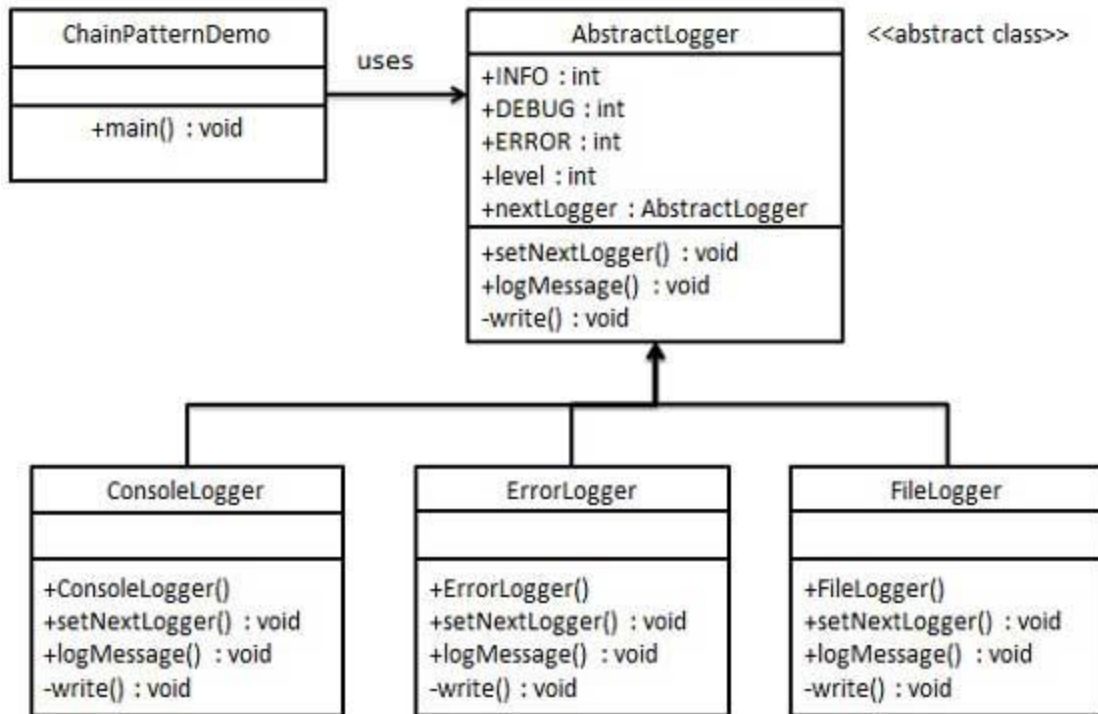 ChainPatternDemo
+main() : void
uses
AbstractLogger
<<abstract class>>
+INFO : int
+DEBUG : int
+ERROR : int
+level : int
+nextLogger : AbstractLogger
+setNextLogger() : void
+logMessage() : void
-write() : void
ConsoleLogger
+ConsoleLogger()
+setNextLogger() : void
+logMessage() : void
-write() : void
ErrorLogger
+ErrorLogger()
+setNextLogger() : void
+logMessage() : void
-write() : void
FileLogger
+FileLogger()
+setNextLogger() : void
+logMessage() : void
-write() : void